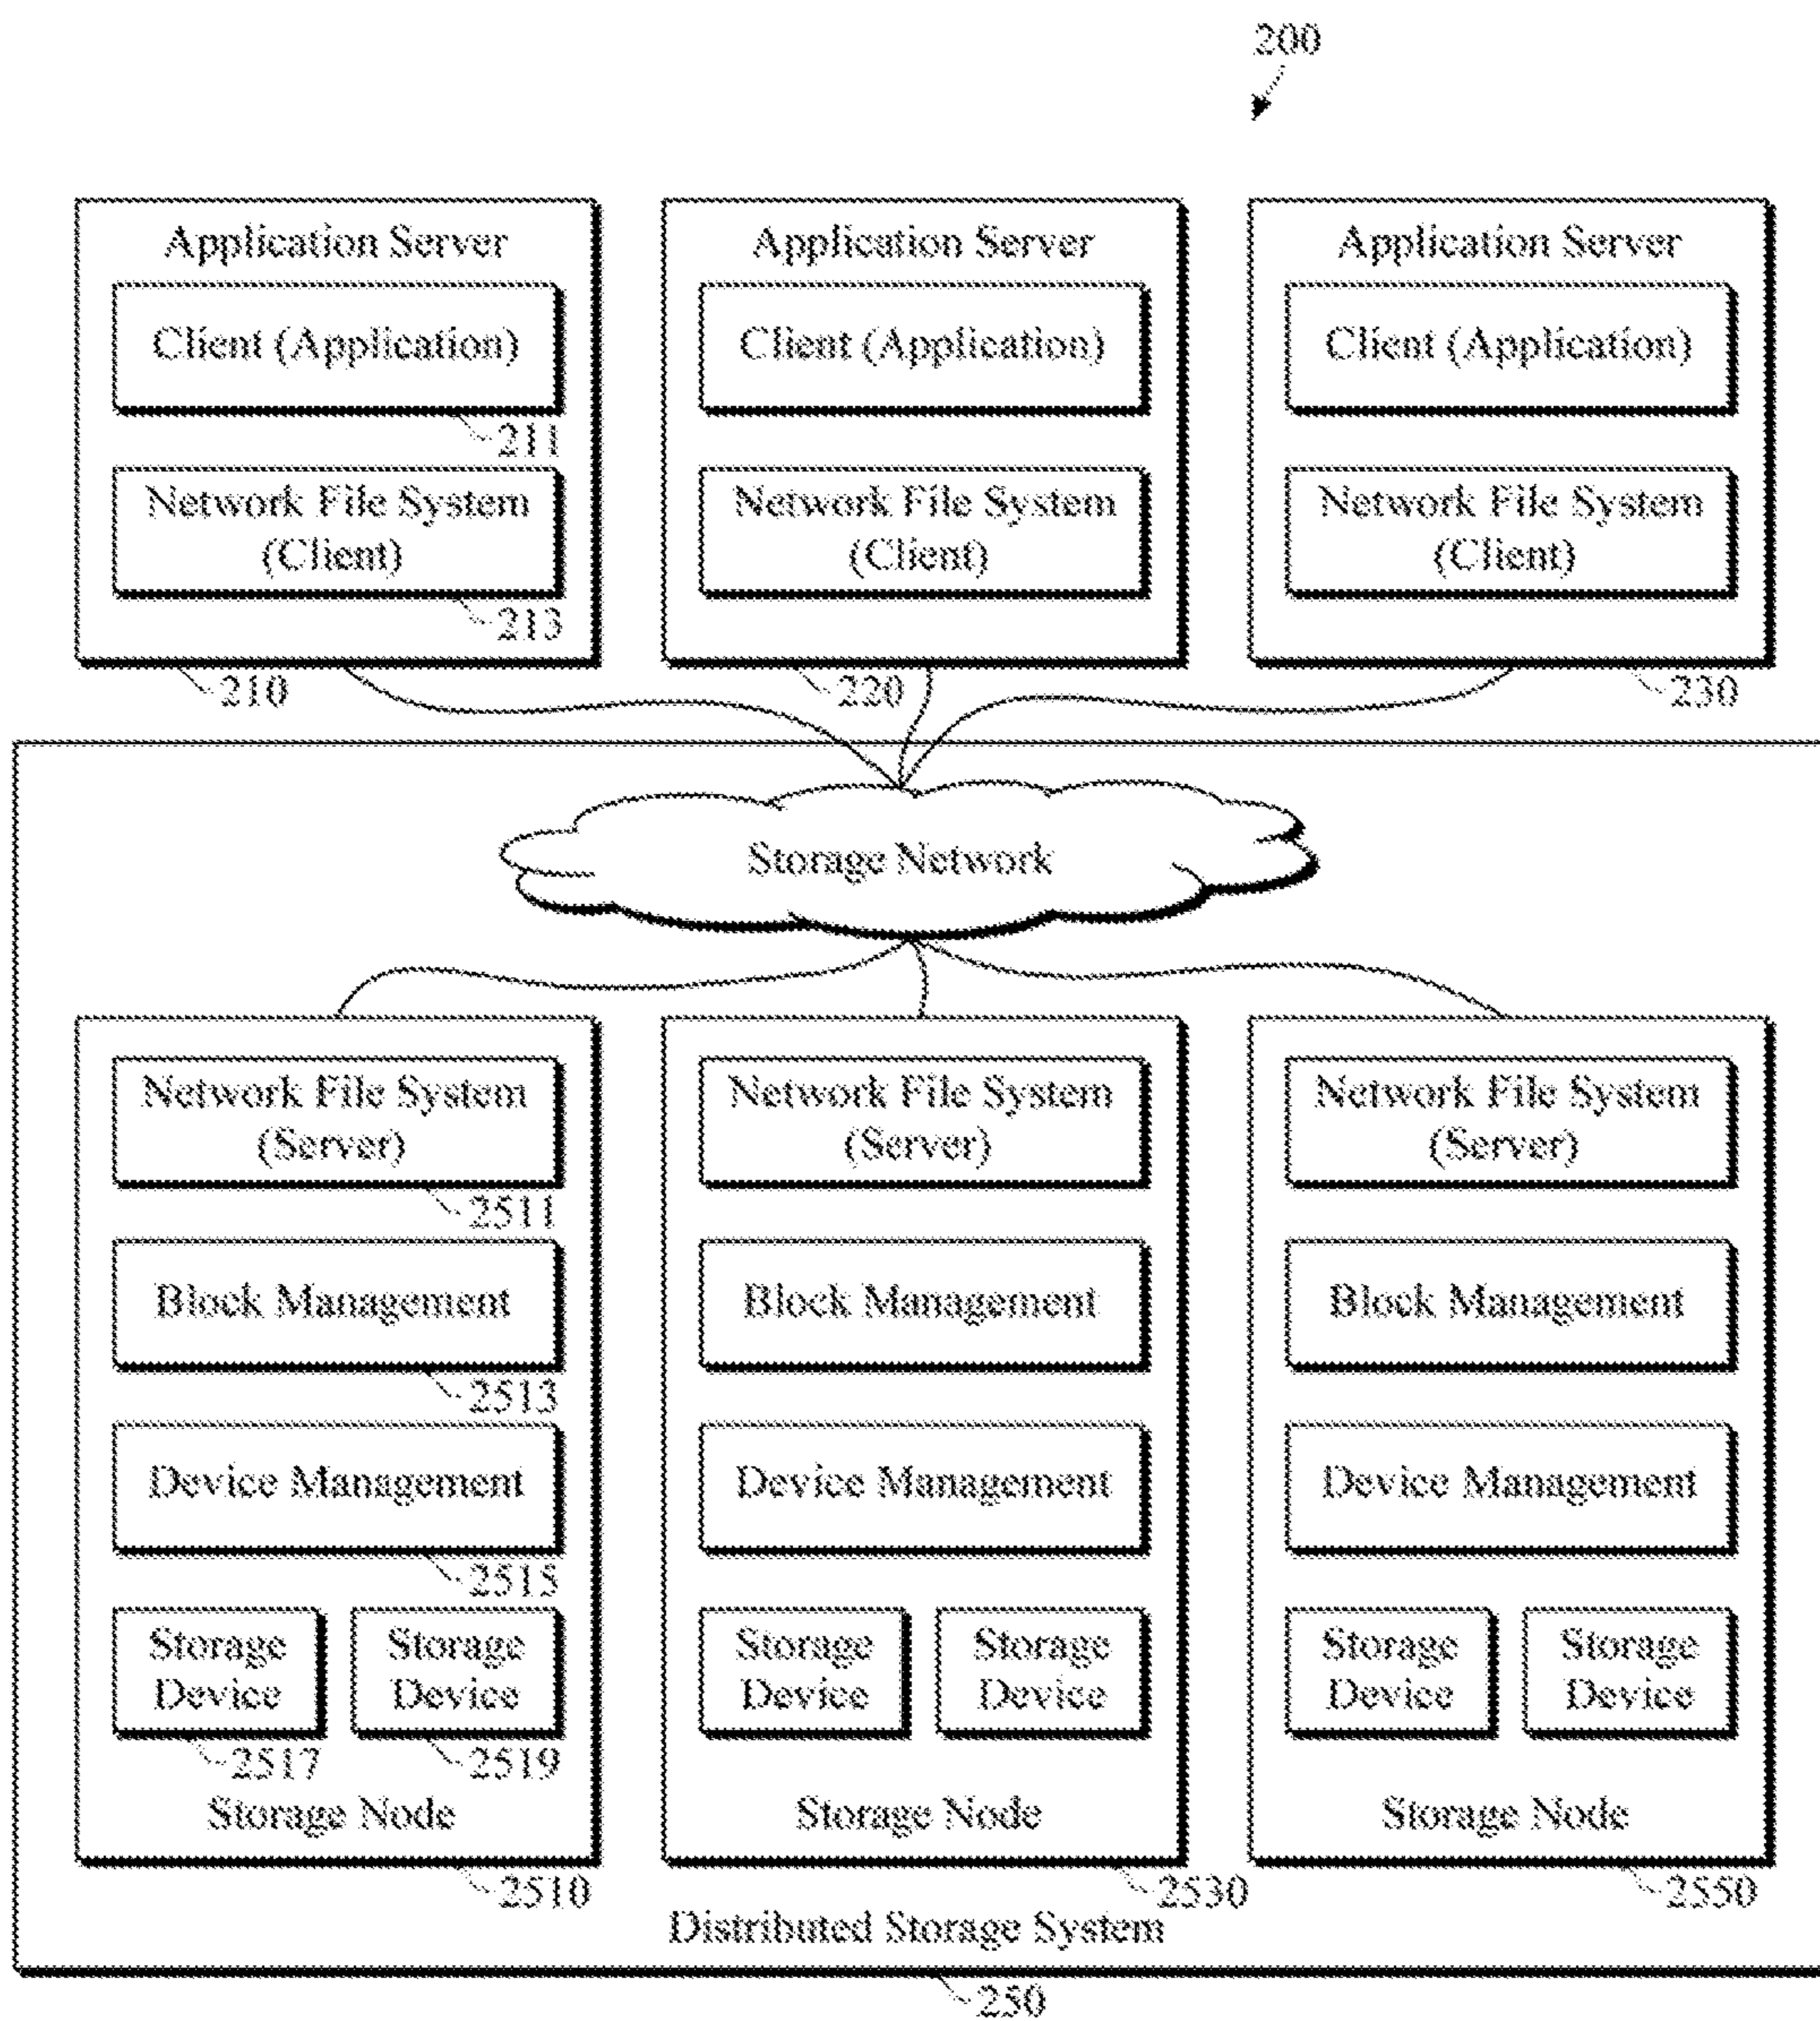 200
Application Server
Application Server
Application Server
Client (Application)
Client (Application)
Client (Application)
211
Network File System
(Client)
Network File System
(Client)
Network File System
(Client)
213
210
220
230
Storage Network
Network File System
(Server)
Network File System
(Server)
Network File System
(Server)
2511
Block Management
Block Management
Block Management
2513
Device Management
Device Management
Device Management
2515
Storage
Device
Storage
Device
Storage
Device
Storage
Device
Storage
Device
Storage
Device
2517
2519
Storage Node
Storage Node
Storage Node
2510
2530
2550
Distributed Storage System
250